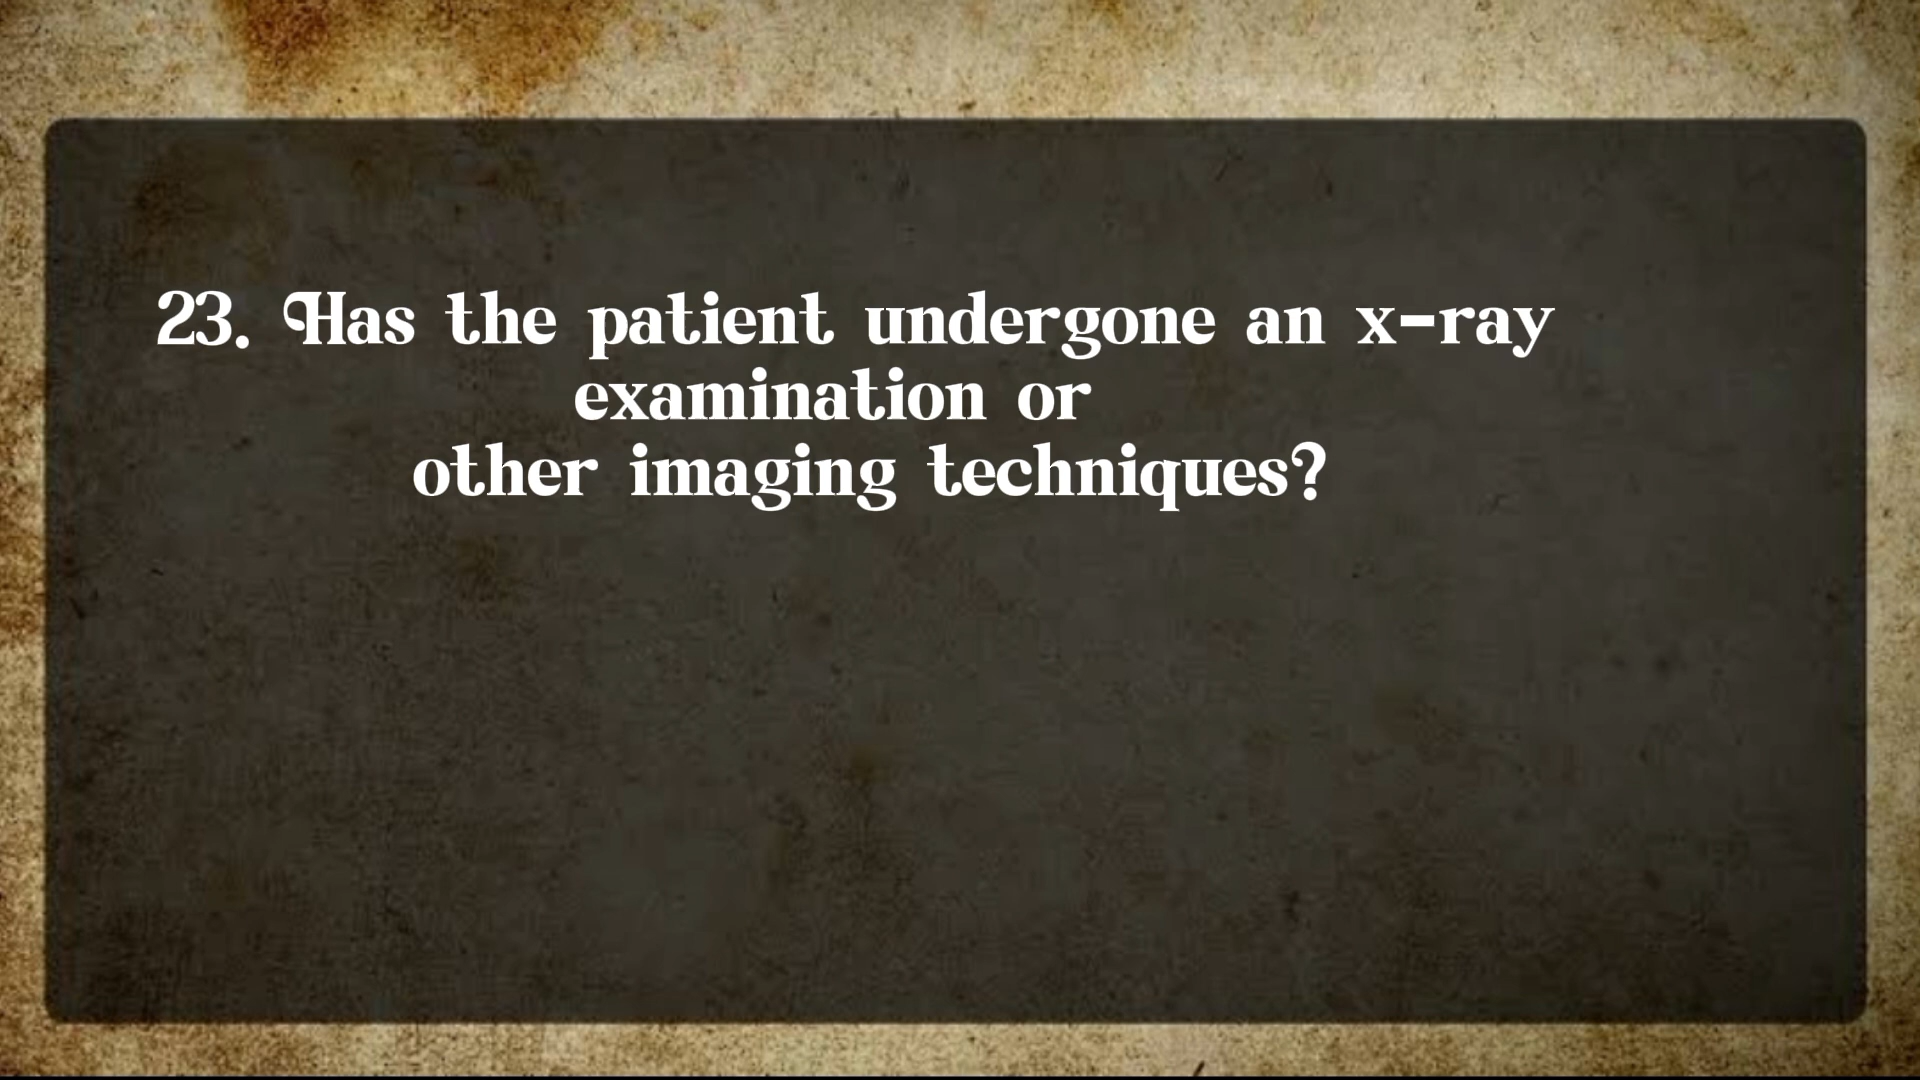 23. Has the patient undergone an x-ray
examination or
other imaging techniques?